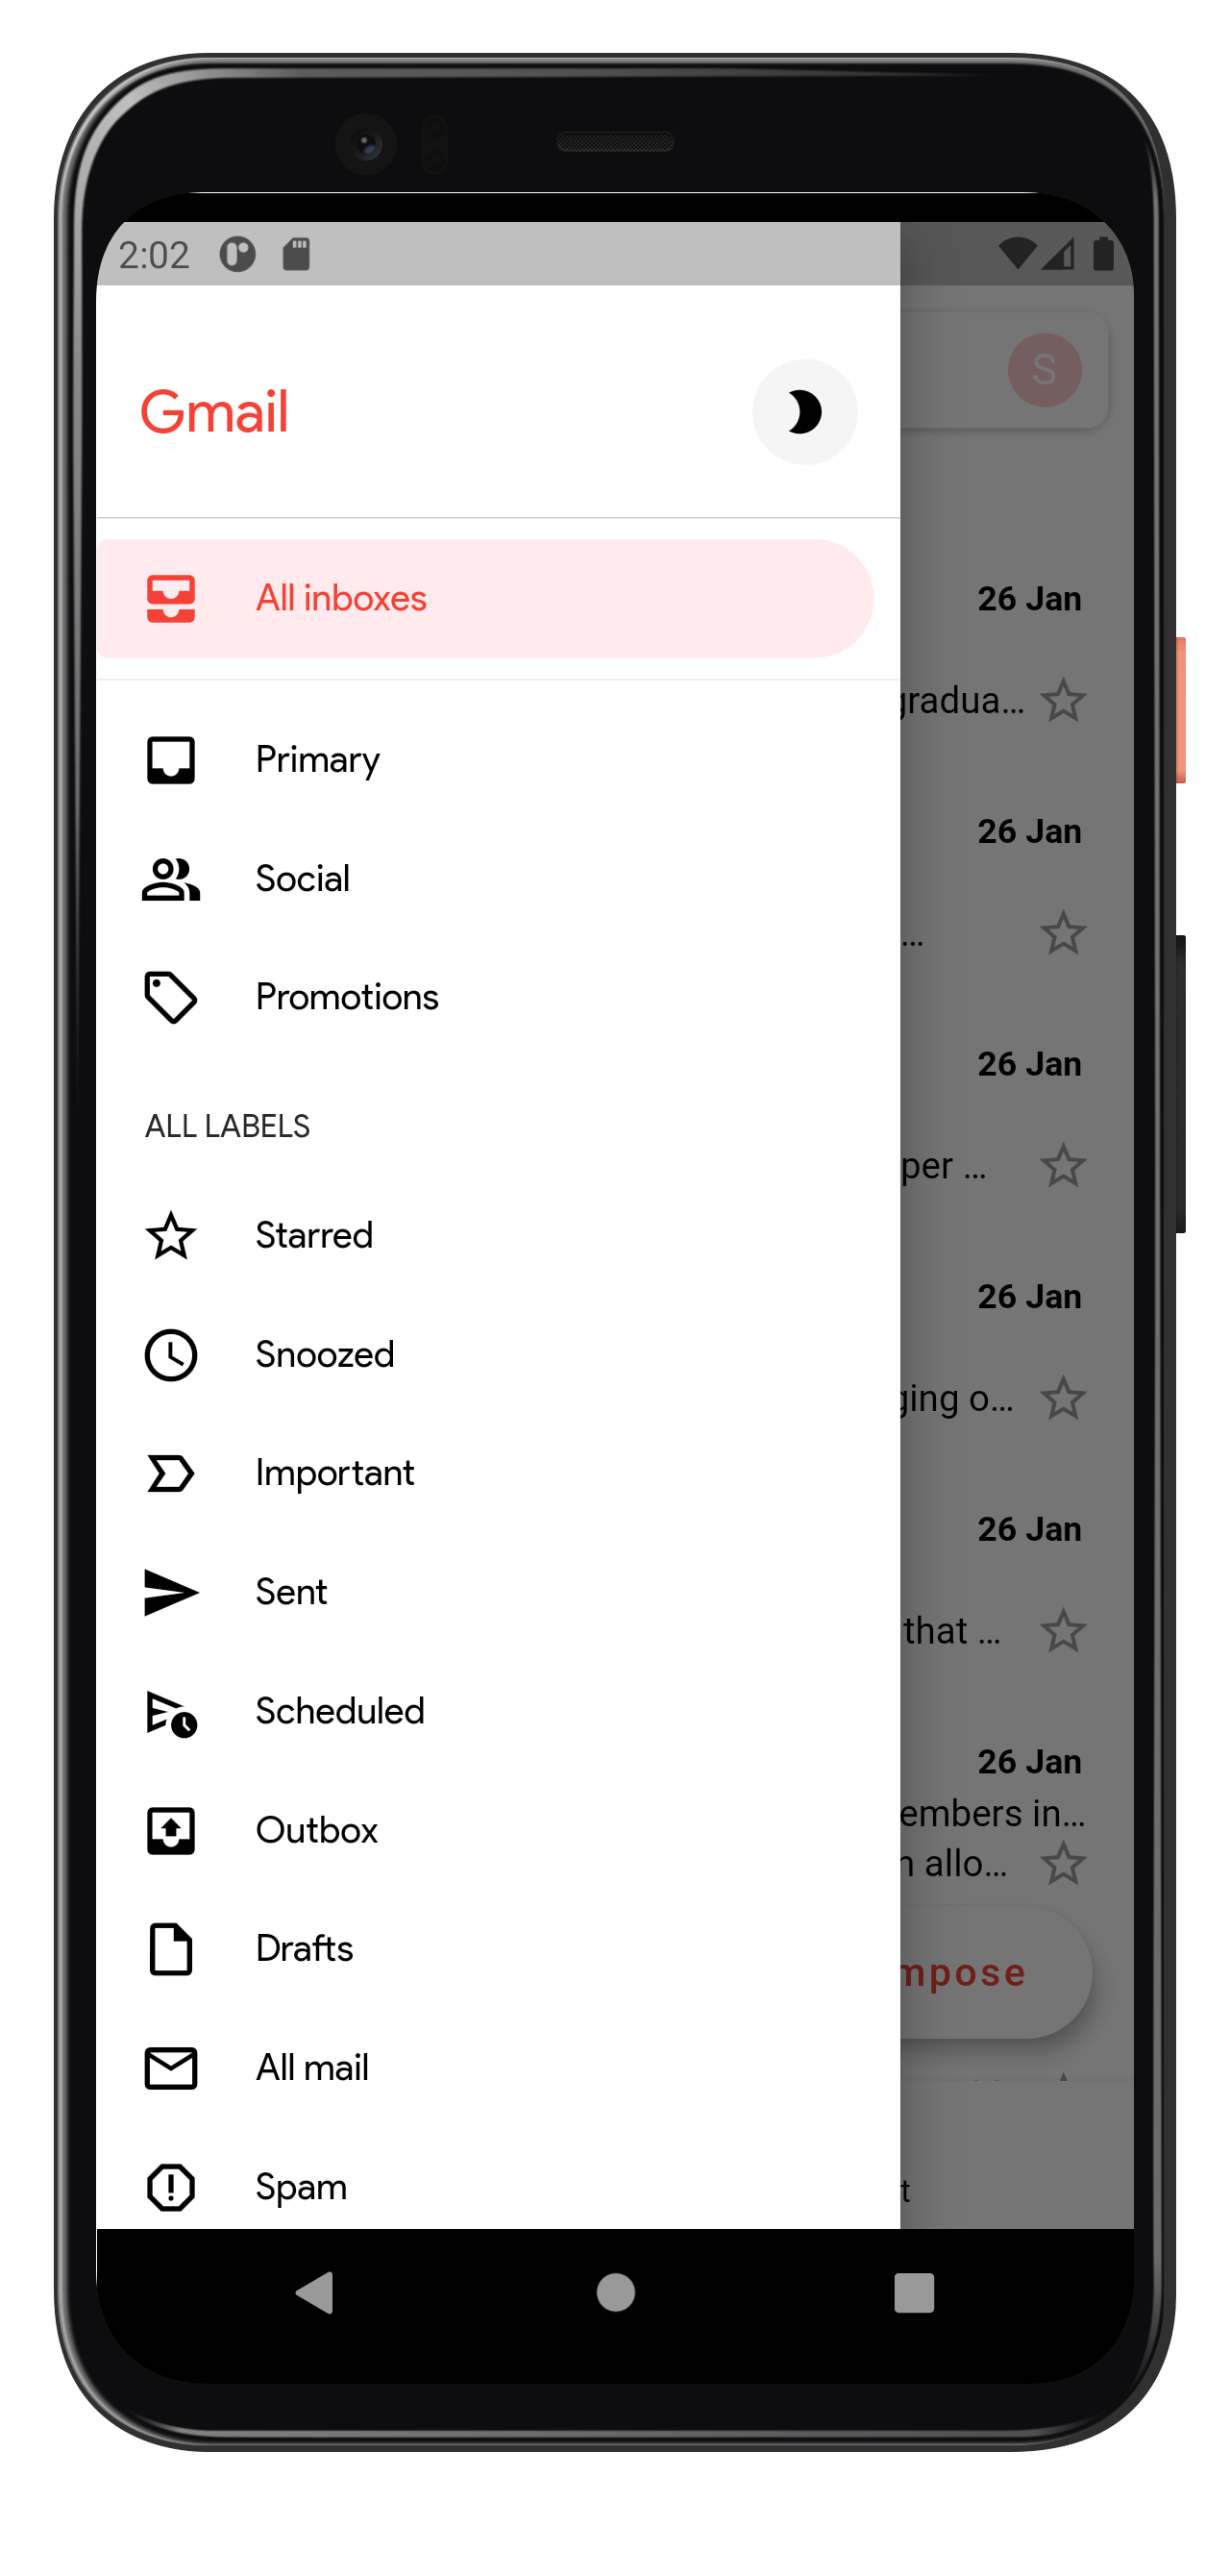 2:02
S
Gmail
All inboxes
26 Jan
gradua...
Primary
26 Jan
Social
...
Promotions
26 Jan
ALL LABELS
per ...
Starred
26 Jan
Snoozed
ging o...
Important
26 Jan
Sent
that ...
Scheduled
26 Jan
Outbox
embers in...
allo...
Drafts
mpose
All mail
Spam
t